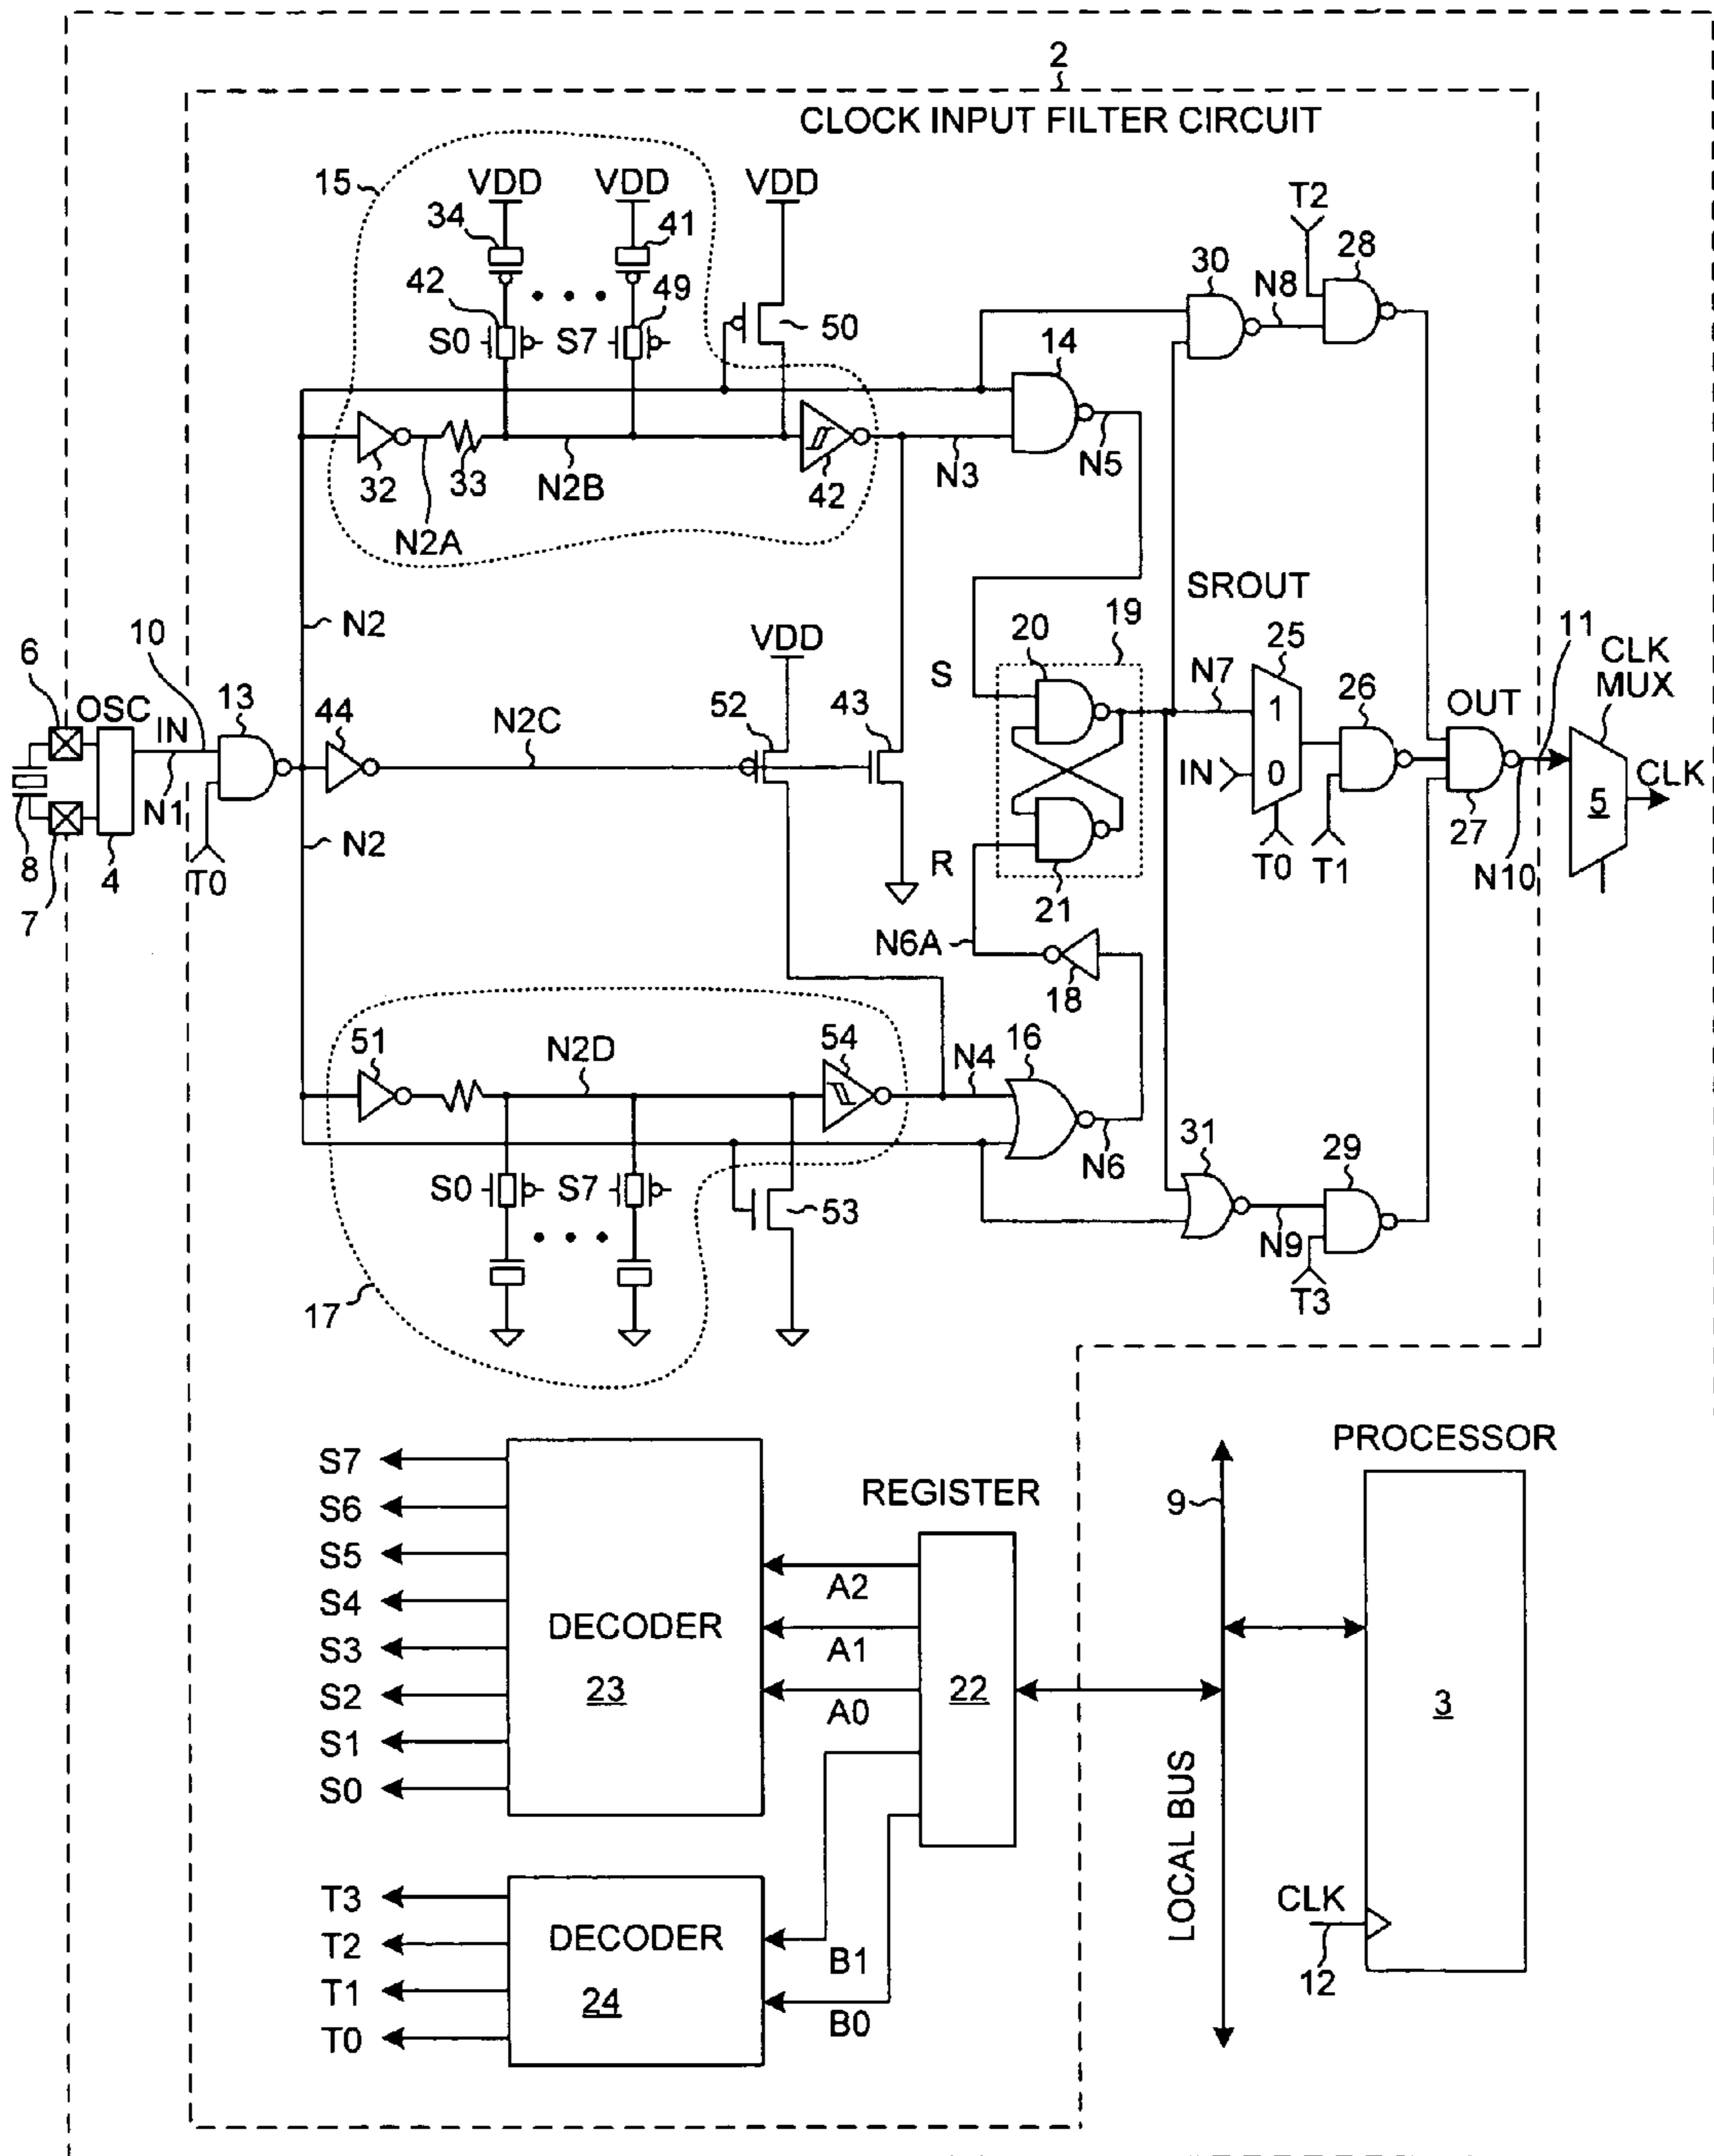 2
CLOCK INPUT FILTER CIRCUIT
15
VDD
VDD
VDD
T2
34
41
30
28
42
49
N8
S0
S7
50
14
32
33
N2B
42
N3
N5
N2A
N2
VDD
SROUT
19
20
25
11
CLK
MUX
10
6
OSC
IN
13
44
N2C
52
43
S
N7
1
0
26
OUT
5
CLK
IN
N1
T0
N2
8
7
4
R
21
T0
T1
27
N10
N6A
18
51
N2D
54
N4
16
N6
31
29
S0
S7
53
N9
T3
17
S7
S6
S5
S4
S3
S2
S1
S0
DECODER
23
REGISTER
A2
A1
A0
22
9
PROCESSOR
3
LOCAL BUS
CLK
12
T3
T2
T1
T0
DECODER
24
B1
B0